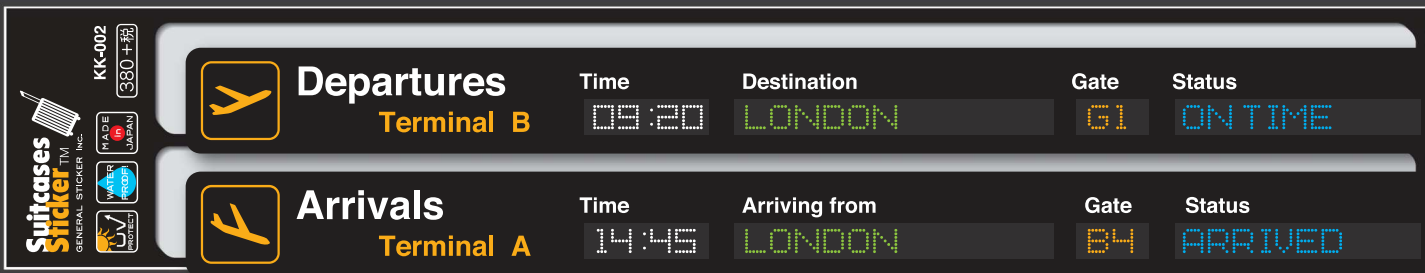 KK-002
380+税
MADE
in
JAPAN
WATER
PROOF!
UV
PROTECT
Suitcases
Sticker™
GENERAL STICKER Inc.
Departures
Terminal B
Time Destination Gate Status
09:20 LONDON G1 ON TIME
Arrivals
Terminal A
Time Arriving from Gate Status
14:45 LONDON B4 ARRIVED